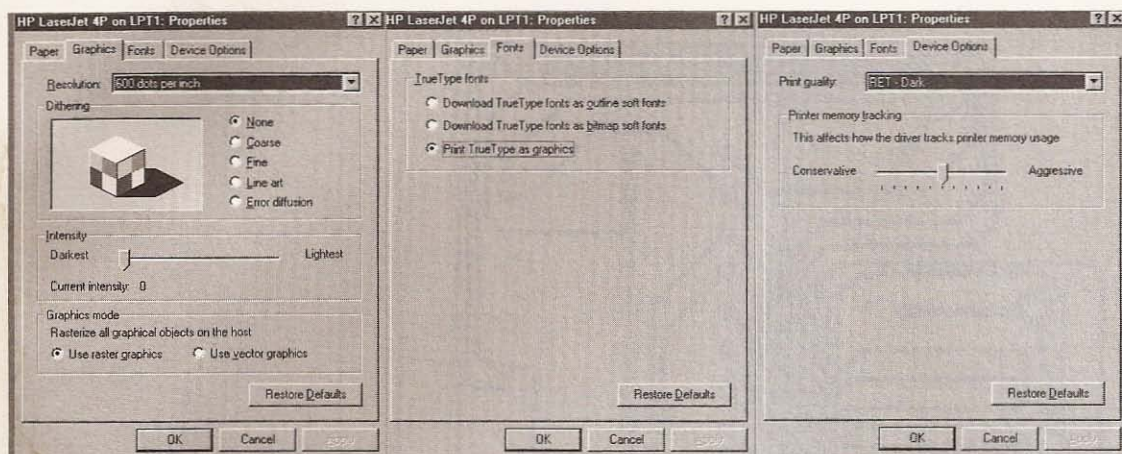 HP LaserJet 4P on LPT1: Properties
Paper
Graphics
Fonts
Device Options
Resolution: 600 dots per inch
Dithering
None
Coarse
Fine
Line art
Error diffusion
Intensity
Darkest
Lightest
Current intensity: 0
Graphics mode
Rasterize all graphical objects on the host
Use raster graphics
Use vector graphics
Restore Defaults
OK
Cancel
Apply
HP LaserJet 4P on LPT1: Properties
Paper
Graphics
Fonts
Device Options
TrueType fonts
Download TrueType fonts as outline soft fonts
Download TrueType fonts as bitmap soft fonts
Print TrueType as graphics
Restore Defaults
OK
Cancel
Apply
HP LaserJet 4P on LPT1: Properties
Paper
Graphics
Fonts
Device Options
Print quality: RET - Dark
Printer memory tracking
This affects how the driver tracks printer memory usage
Conservative
Aggressive
Restore Defaults
OK
Cancel
Apply